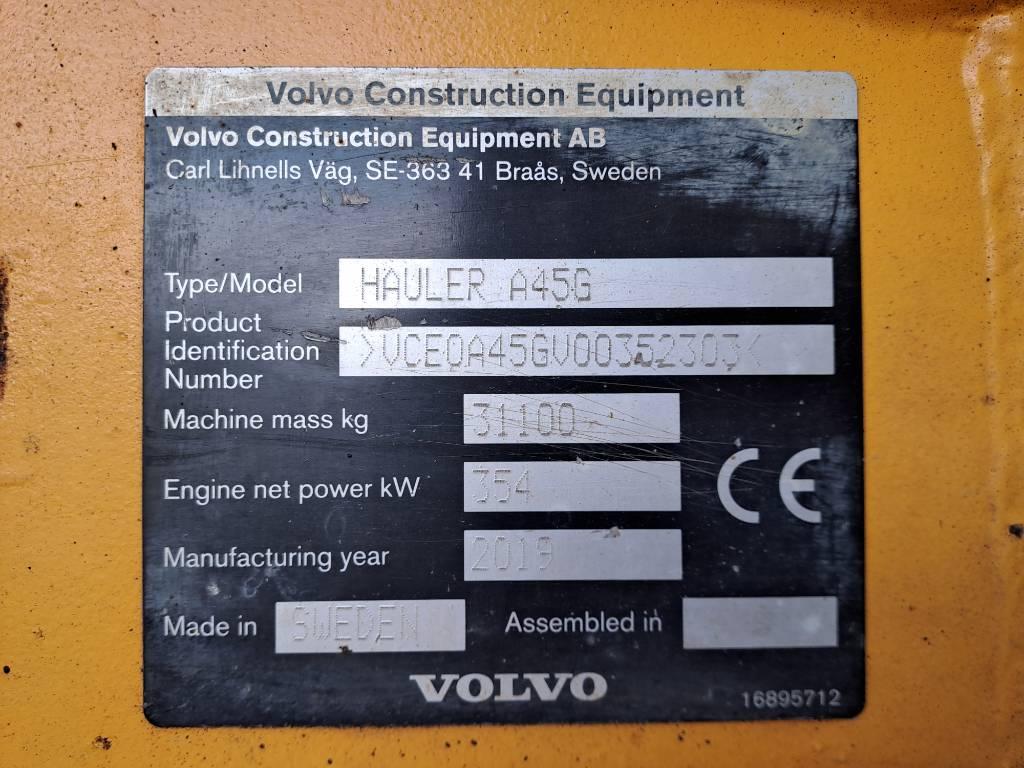 Volvo Construction Equipment
Volvo Construction Equipment AB
Carl Lihnells Väg, SE-363 41 Braås, Sweden
Type/Model HAULER A45G
Product
Identification >VCE0A45GV00352303<
Number
Machine mass kg 31100
Engine net power kW 354
CE
Manufacturing year 2019
Made in SWEDEN Assembled in
VOLVO
16895712